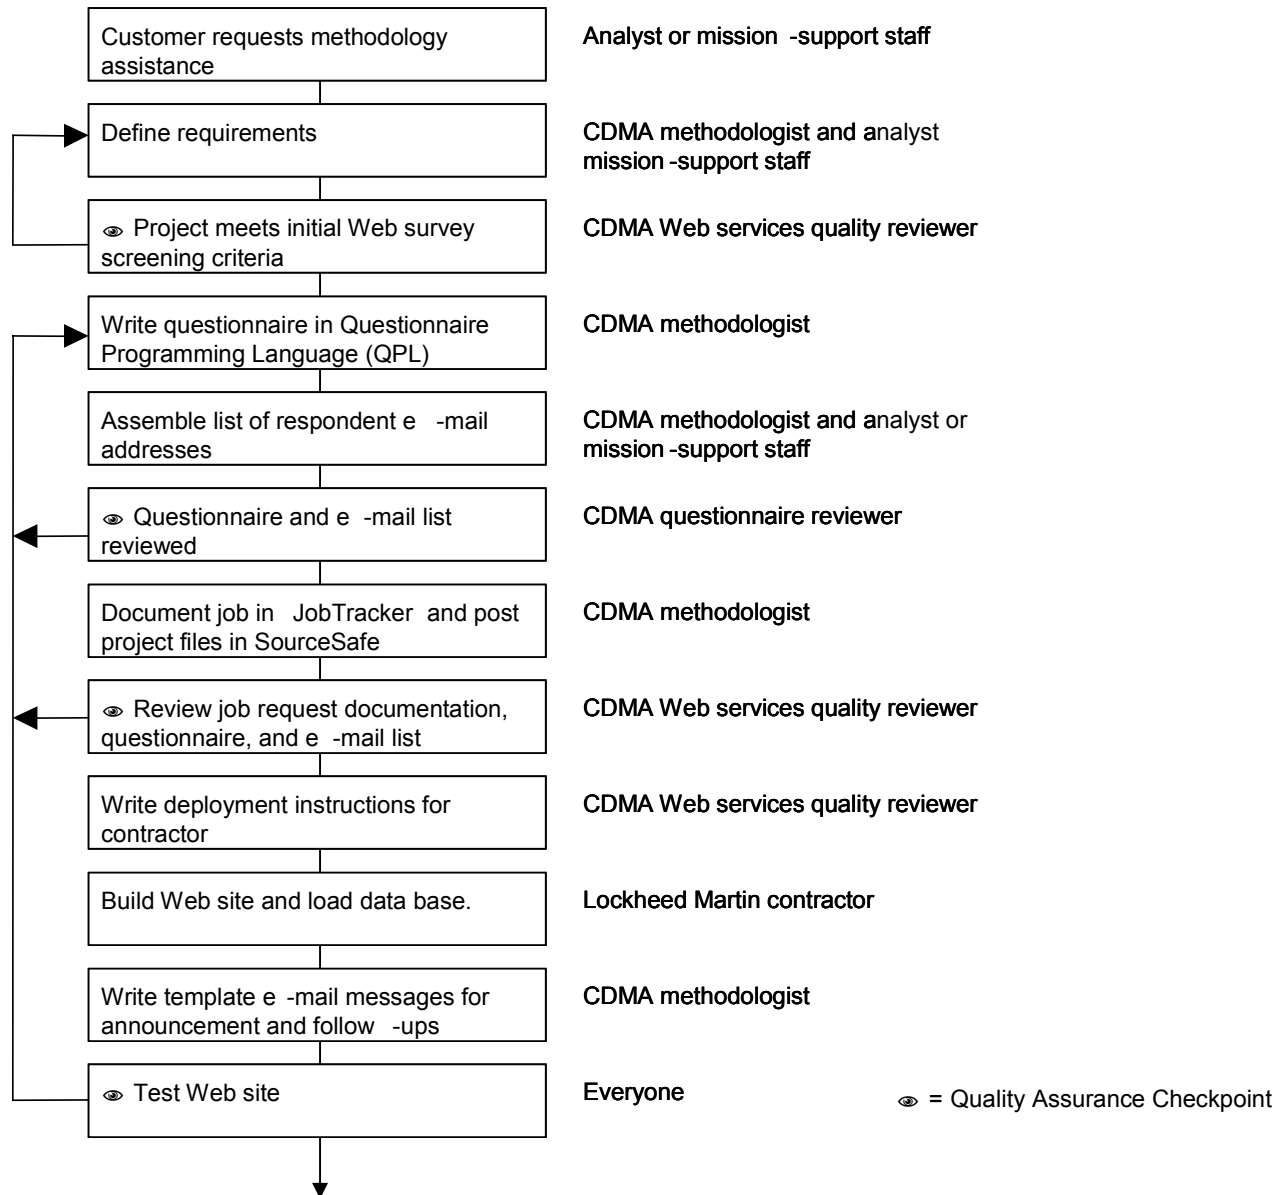 Customer requests methodology
assistance
Analyst or mission -support staff
Define requirements
CDMA methodologist and analyst
mission -support staff
Project meets initial Web survey
screening criteria
CDMA Web services quality reviewer
Write questionnaire in Questionnaire
Programming Language (QPL)
CDMA methodologist
Assemble list of respondent e -mail
addresses
CDMA methodologist and analyst or
mission -support staff
Questionnaire and e -mail list
reviewed
CDMA questionnaire reviewer
Document job in JobTracker and post
project files in SourceSafe
CDMA methodologist
Review job request documentation,
questionnaire, and e -mail list
CDMA Web services quality reviewer
Write deployment instructions for
contractor
CDMA Web services quality reviewer
Build Web site and load data base.
Lockheed Martin contractor
Write template e -mail messages for
announcement and follow -ups
CDMA methodologist
Test Web site
Everyone
= Quality Assurance Checkpoint